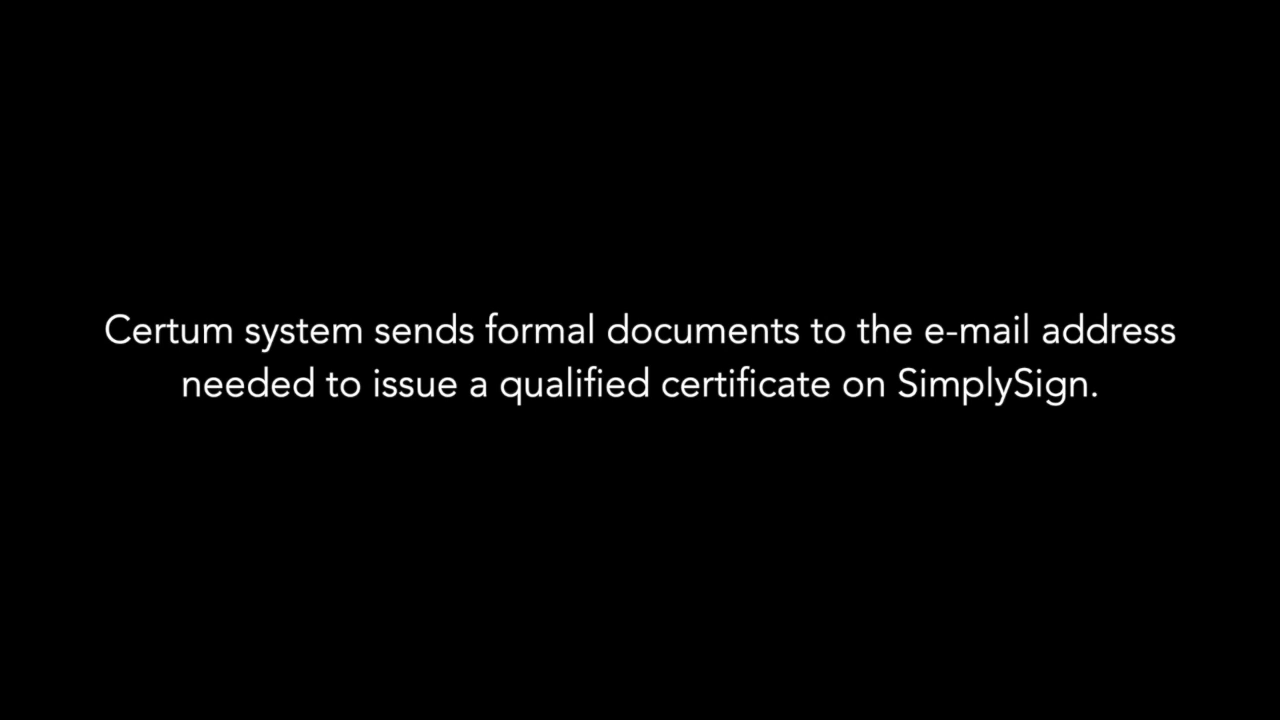 Certum system sends formal documents to the e-mail address
needed to issue a qualified certificate on SimplySign.